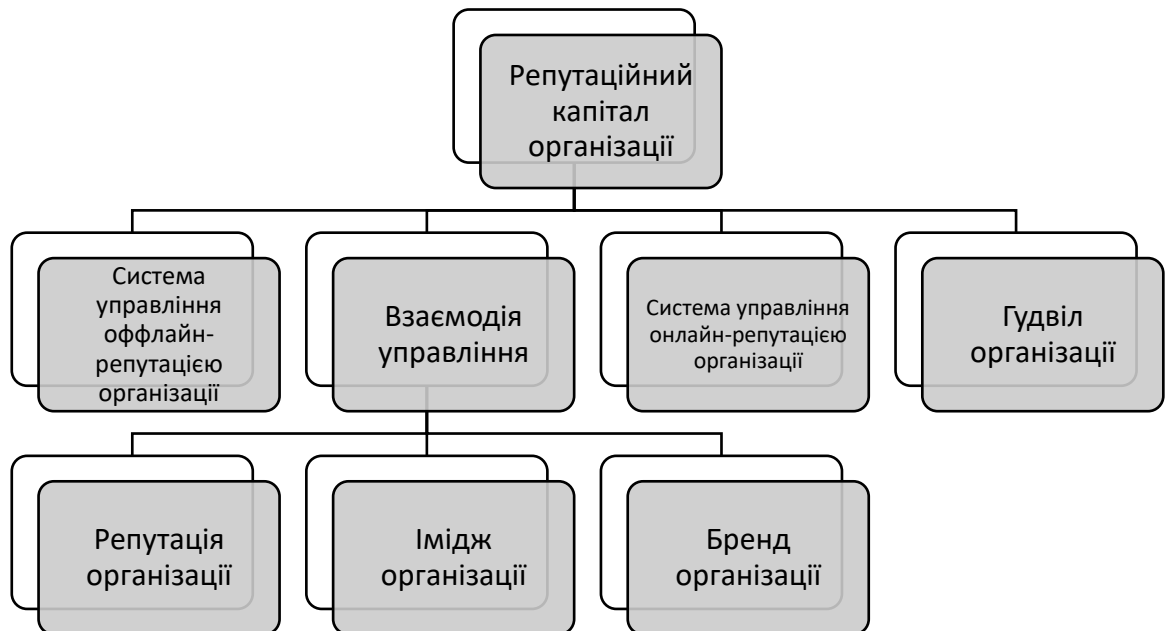 Репутаційний
капітал
організації
Система
управління
оффлайн-
репутацією
організації
Взаємодія
управління
Система управління
онлайн-репутацією
організації
Гудвіл
організації
Репутація
організації
Імідж
організації
Бренд
організації